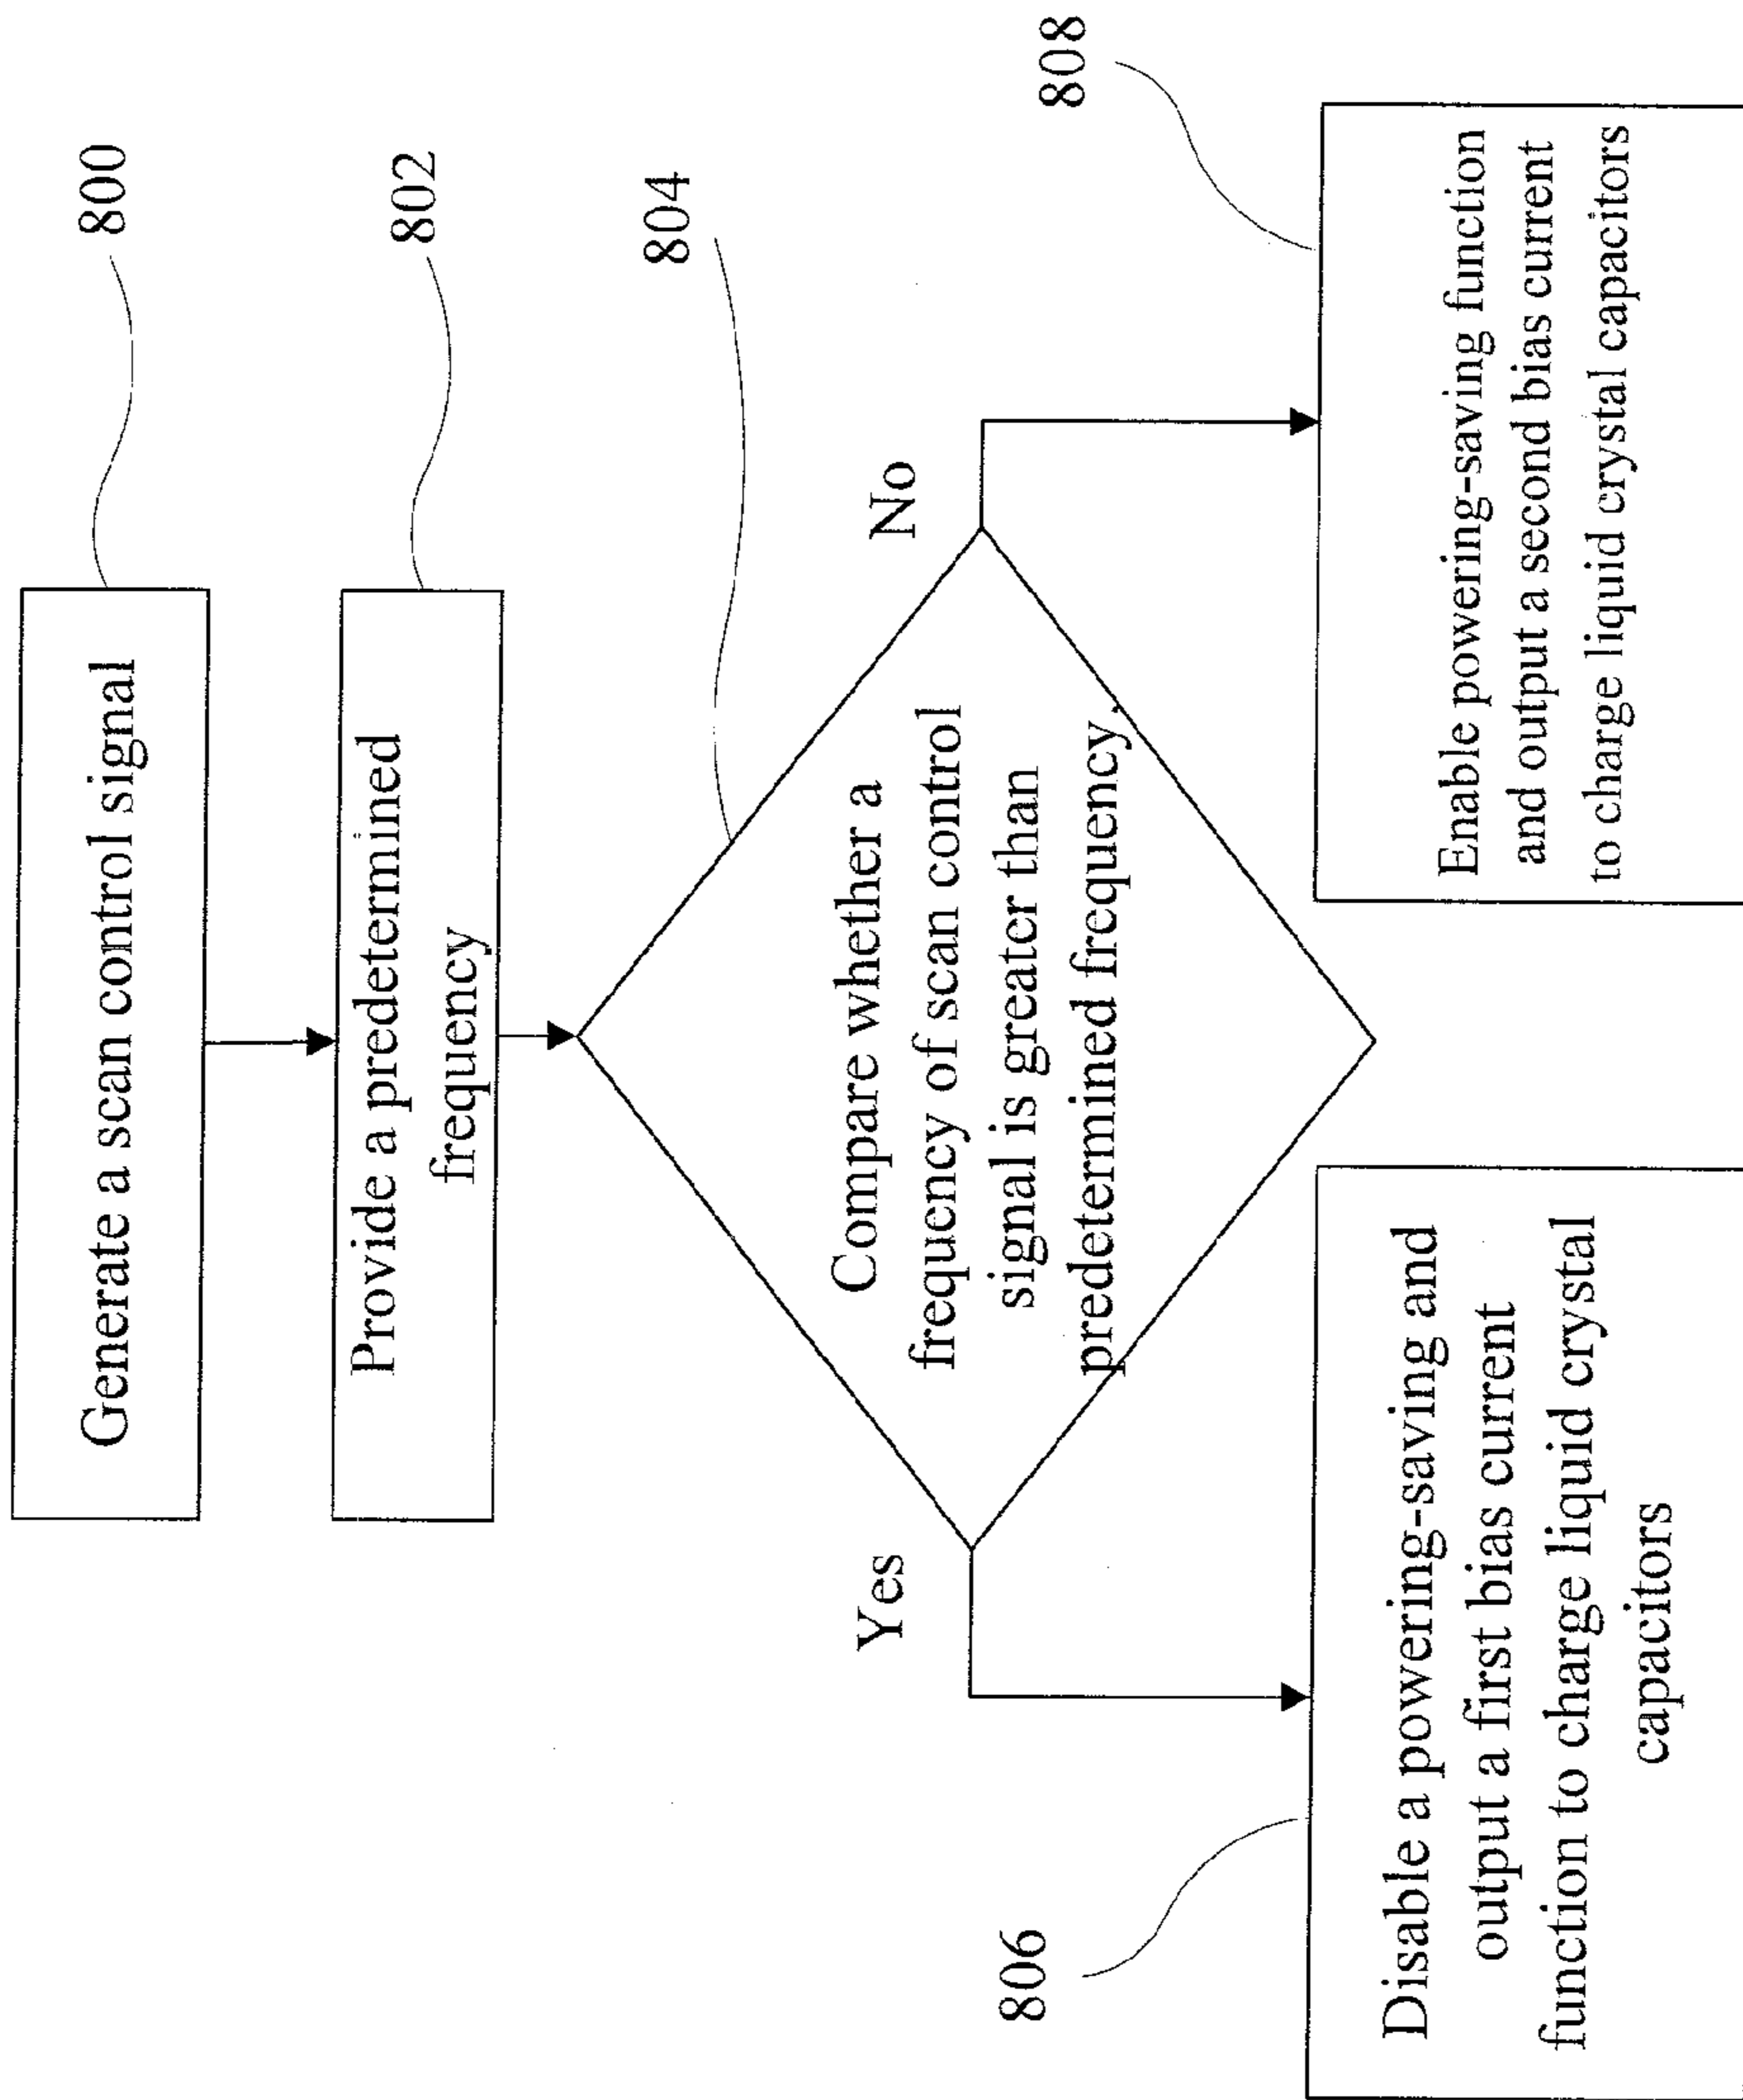 Generate a scan control signal
800
Provide a predetermined
frequency
802
804
Compare whether a
frequency of scan control
signal is greater than
predetermined frequency
Yes
No
806
Disable a powering-saving and
output a first bias current
function to charge liquid crystal
capacitors
808
Enable powering-saving function
and output a second bias current
to charge liquid crystal capacitors